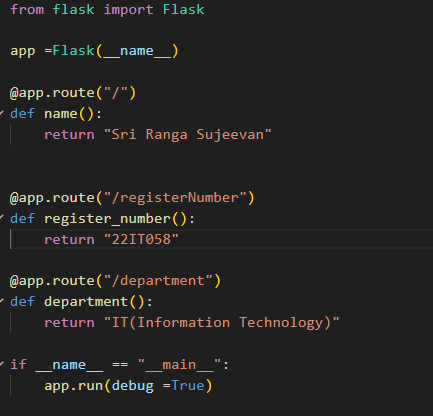 from flask import Flask
app =Flask(__name__)
@app.route("/")
def name():
    return "Sri Ranga Sujeevan"
@app.route("/registerNumber")
def register_number():
    return "22IT058"
@app.route("/department")
def department():
    return "IT(Information Technology)"
if __name__ == "__main__":
    app.run(debug =True)